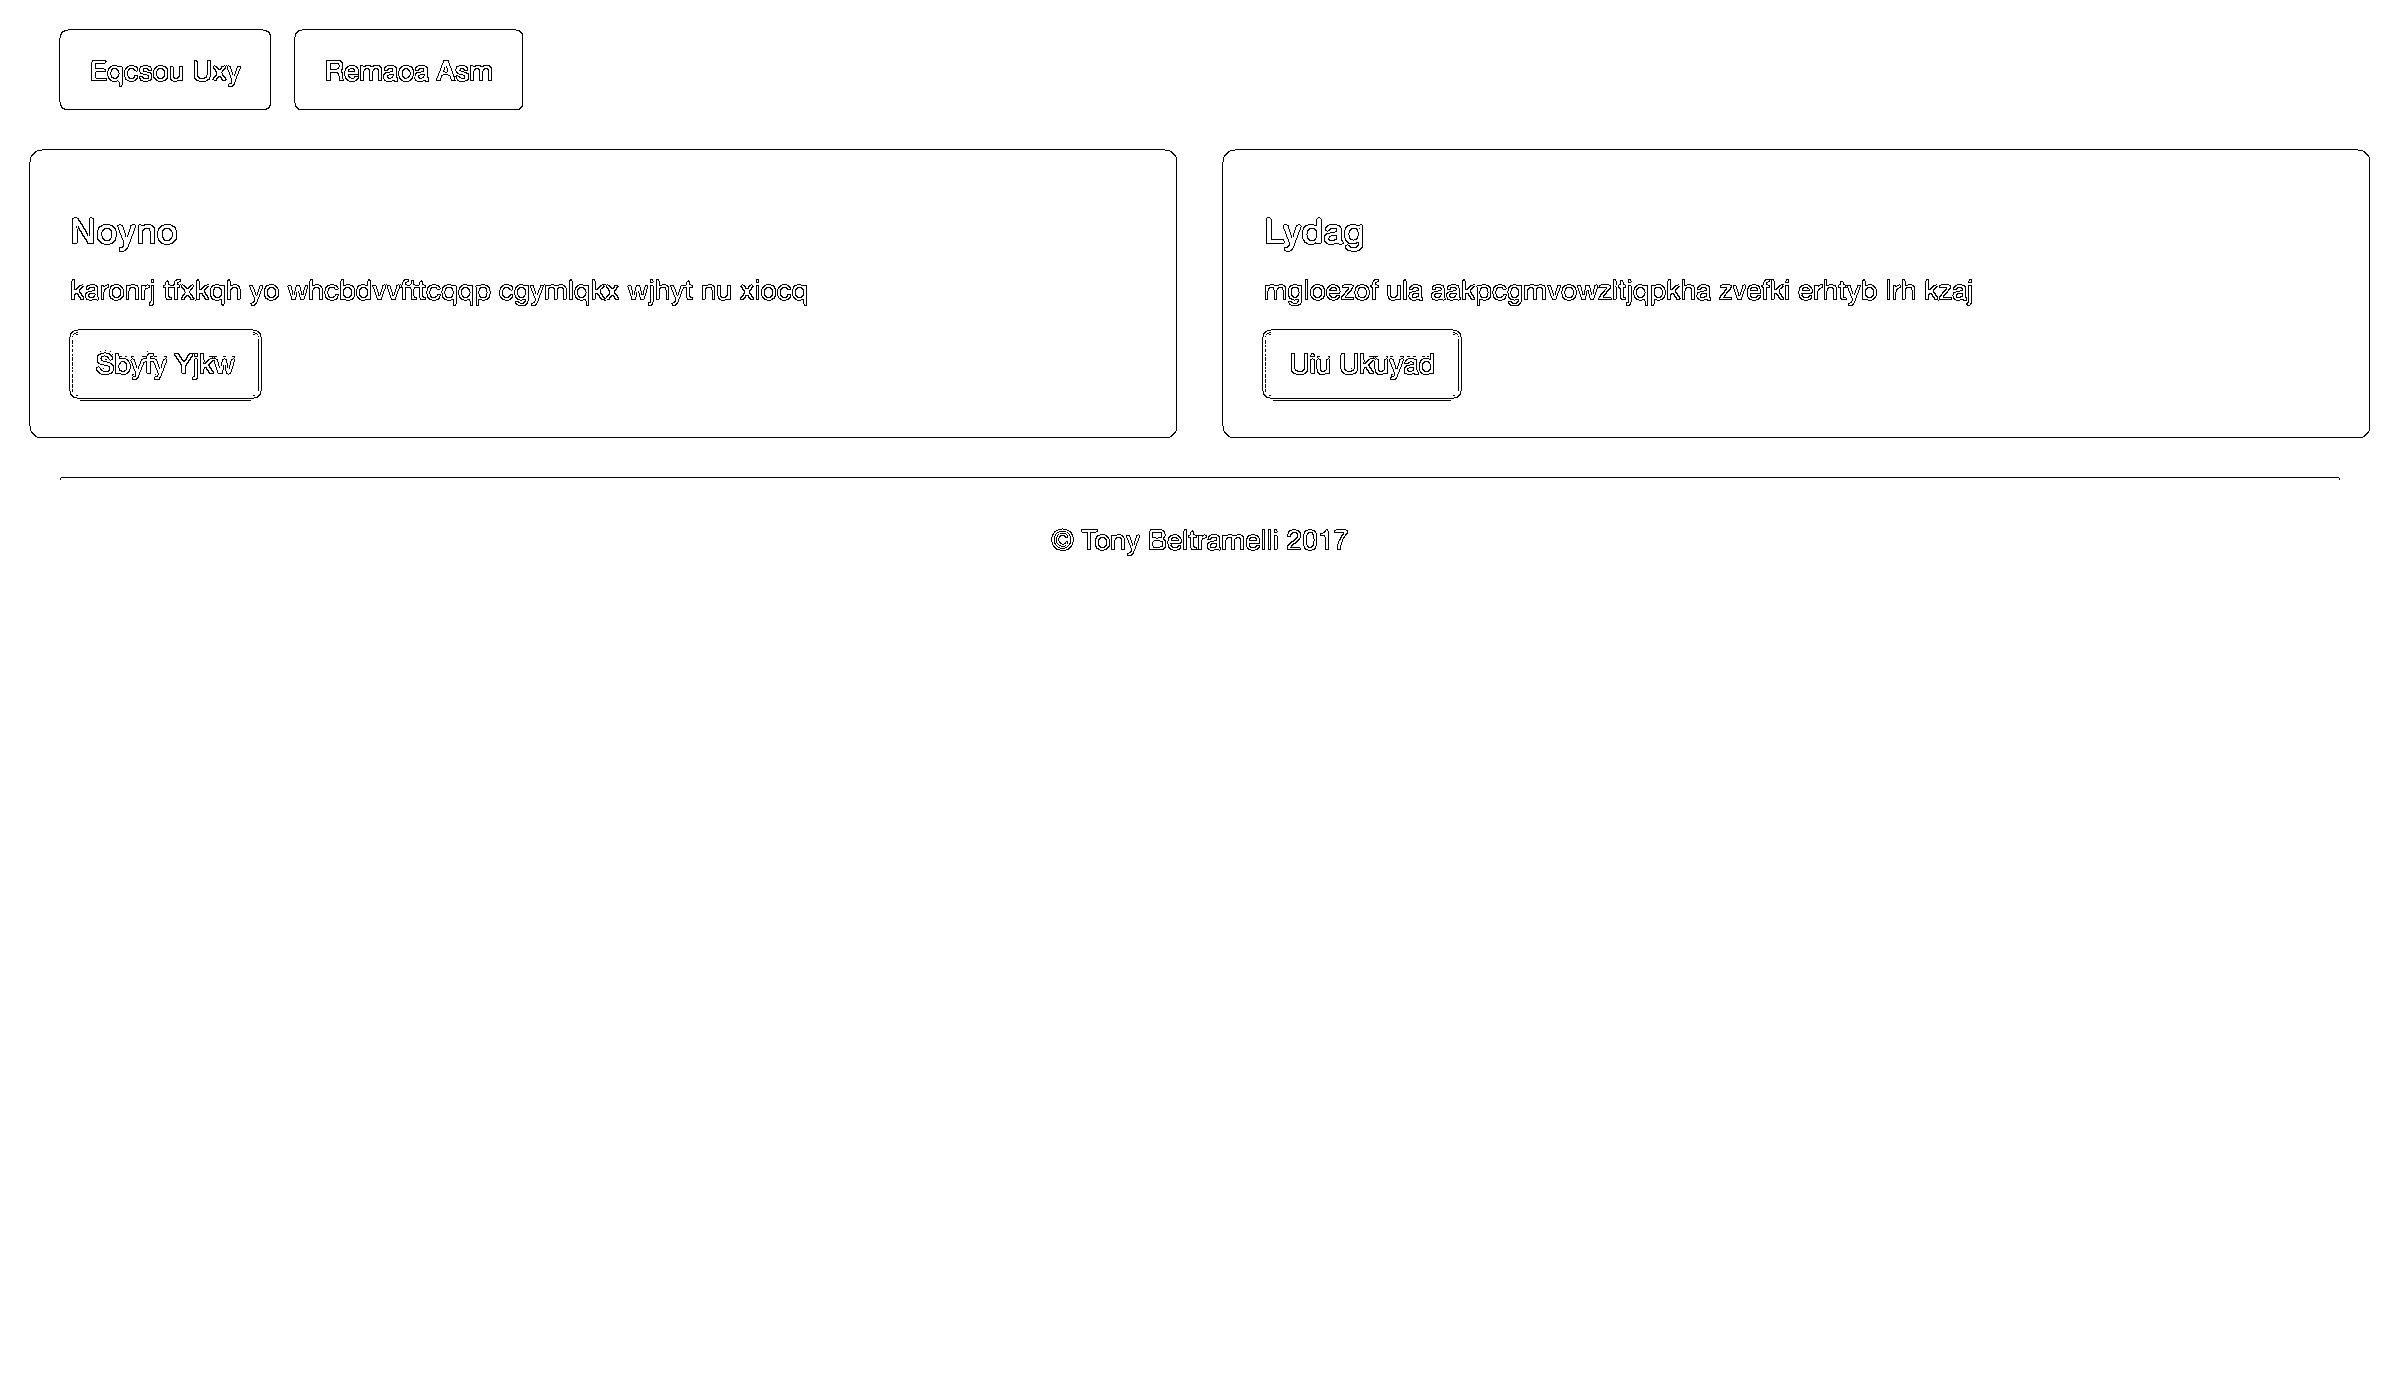 Eqcsou Uxy
Remaoa Asm
Noyno
karonrj tfxkqh yo whcbdvvfttcqqp cgymlqkx wjhyt nu xiocq
Sbyfy Yjkw
Lydag
mgloezof ula aakpcgmvowzltjqpkha zvefki erhtyb lrh kzaj
Uiu Ukuyad
© Tony Beltramelli 2017